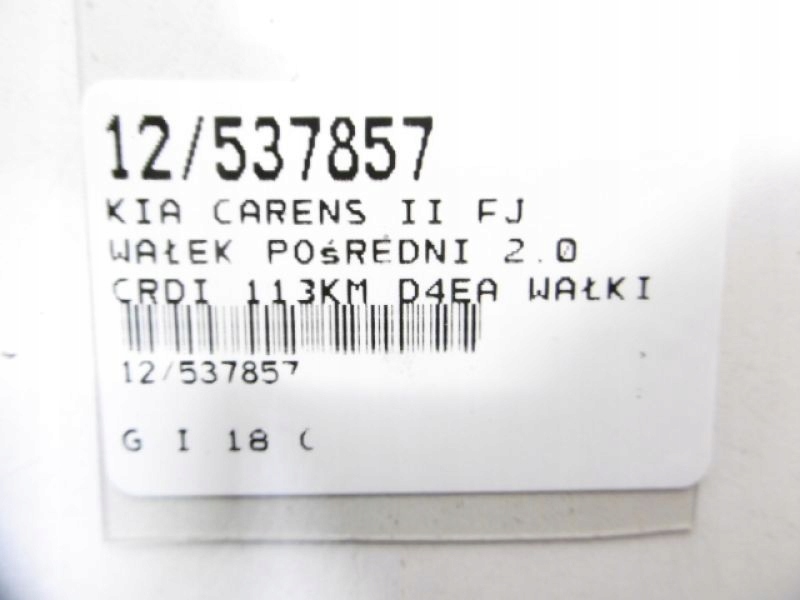 12/537857
KIA CARENS II FJ
WAŁEK POśREDNI 2.0
CRDI 113KM D4EA WAŁKI
12/537857
G I 18